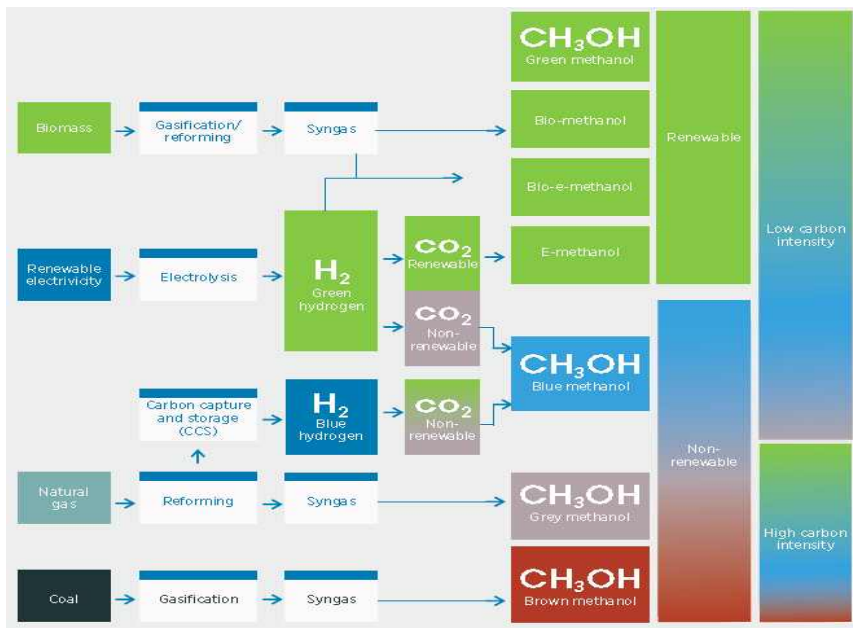 CH₃OH
Green methanol
Biomass
Gasification/
reforming
Syngas
Bio-methanol
Renewable
Bio-e-methanol
Low carbon
intensity
Renewable
electrivicity
Electrolysis
H₂
Green
hydrogen
CO₂
Renewable
E-methanol
CO₂
Non-
renewable
CH₃OH
Blue methanol
Carbon capture
and storage
(CCS)
H₂
Blue
hydrogen
CO₂
Non-
renewable
Non-
renewable
Natural
gas
Reforming
Syngas
CH₃OH
Grey methanol
High carbon
intensity
Coal
Gasification
Syngas
CH₃OH
Brown methanol